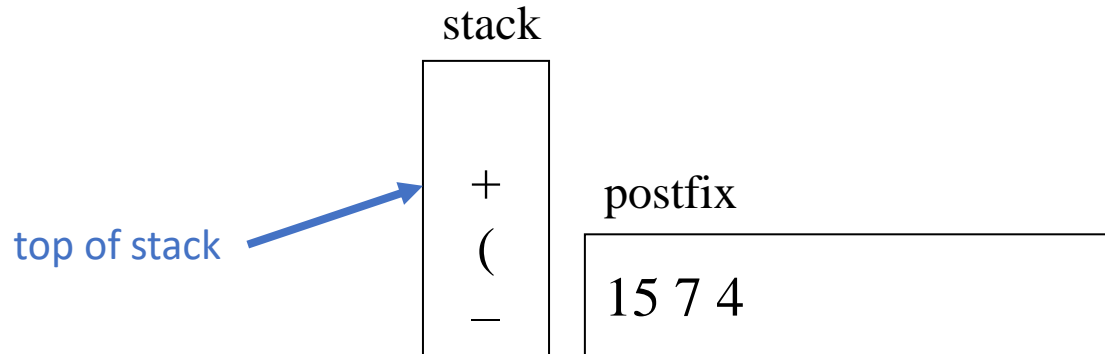 stack
+
postfix
top of stack
(
15 7 4
–